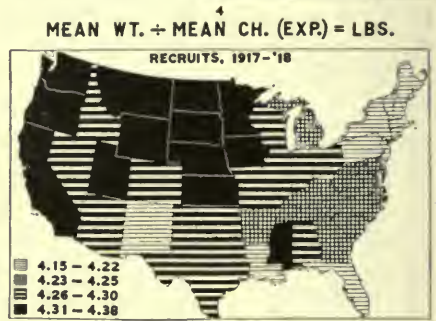 4
MEAN WT. ÷ MEAN CH. (EXP.) = LBS.
RECRUITS, 1917-'18
4.15 - 4.22
4.23 - 4.25
4.26 - 4.30
4.31 - 4.38